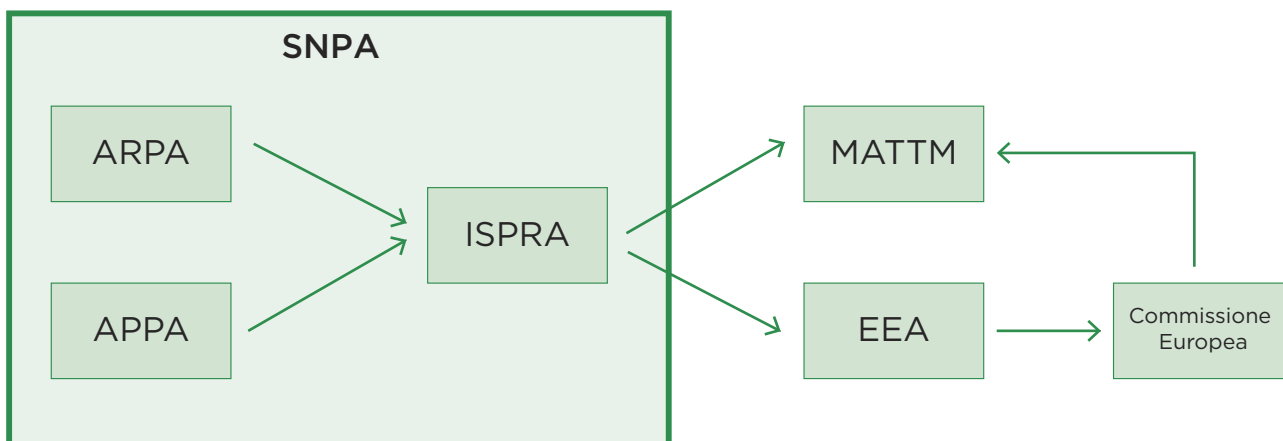 SNPA
ARPA
MATTM
ISPRA
APPA
EEA
Commissione
Europea